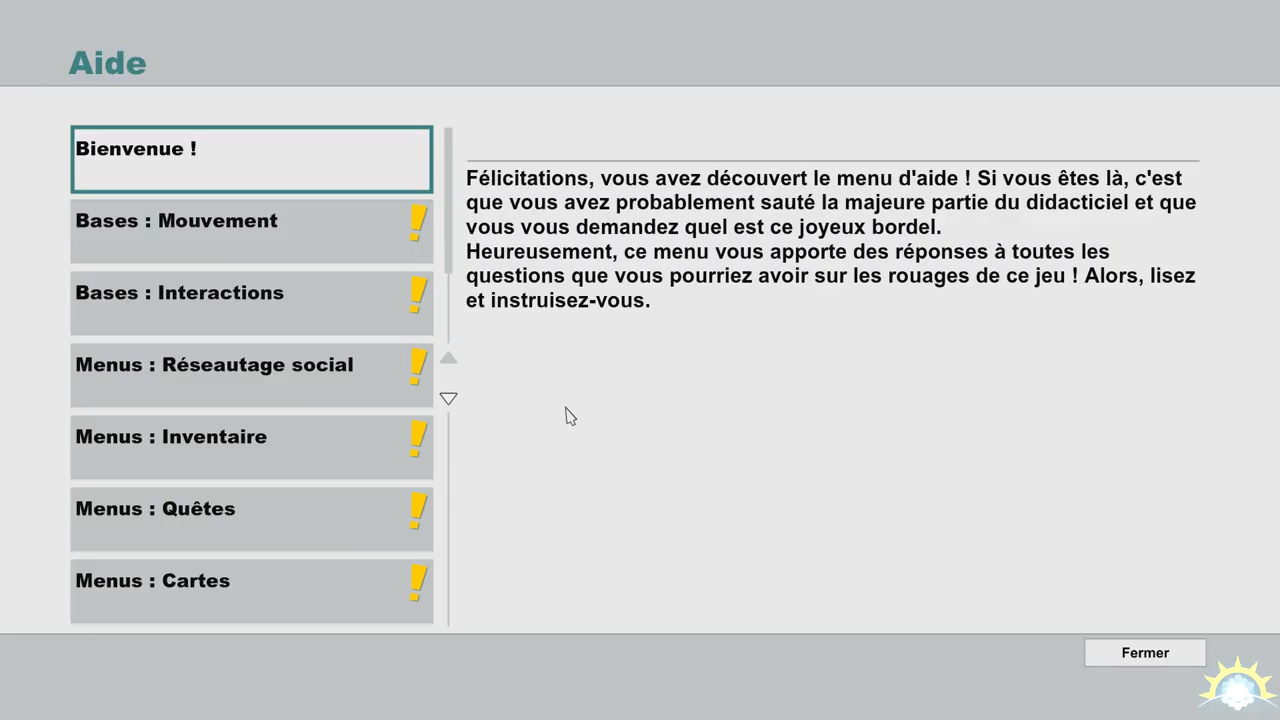 Aide
Bienvenue !
Bases : Mouvement
Bases : Interactions
Menus : Réseautage social
Menus : Inventaire
Menus : Quêtes
Menus : Cartes
Félicitations, vous avez découvert le menu d'aide ! Si vous êtes là, c'est
que vous avez probablement sauté la majeure partie du didacticiel et que
vous vous demandez quel est ce joyeux bordel.
Heureusement, ce menu vous apporte des réponses à toutes les
questions que vous pourriez avoir sur les rouages de ce jeu ! Alors, lisez
et instruisez-vous.
Fermer